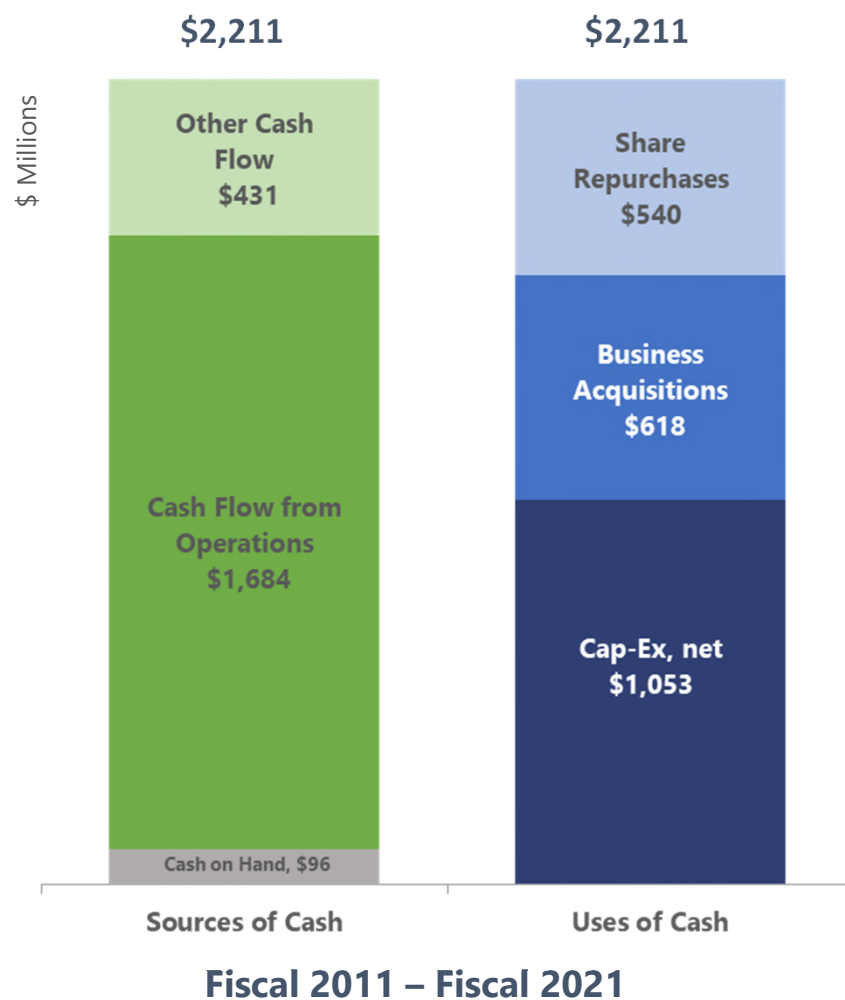 $2,211
$2,211
$ Millions
Other Cash
Flow
$431
Cash Flow from
Operations
$1,684
Cash on Hand, $96
Share
Repurchases
$540
Business
Acquisitions
$618
Cap-Ex, net
$1,053
Sources of Cash
Uses of Cash
Fiscal 2011 – Fiscal 2021